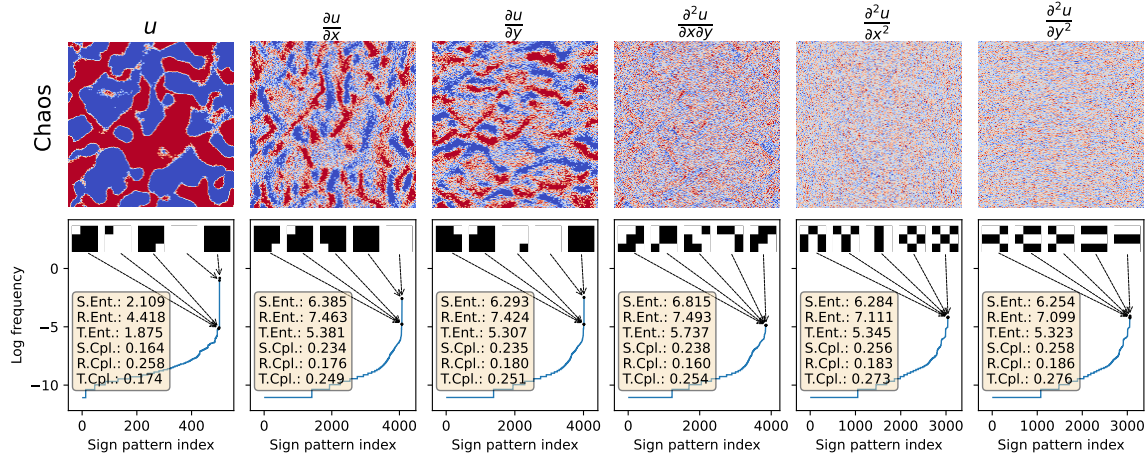 u
∂u/∂x
∂u/∂y
∂²u/∂x∂y
∂²u/∂x²
∂²u/∂y²
Chaos
Log frequency
0
−5
−10
S.Ent.: 2.109
R.Ent.: 4.418
T.Ent.: 1.875
S.Cpl.: 0.164
R.Cpl.: 0.258
T.Cpl.: 0.174
0 200 400
Sign pattern index
S.Ent.: 6.385
R.Ent.: 7.463
T.Ent.: 5.381
S.Cpl.: 0.234
R.Cpl.: 0.176
T.Cpl.: 0.249
0 2000 4000
Sign pattern index
S.Ent.: 6.293
R.Ent.: 7.424
T.Ent.: 5.307
S.Cpl.: 0.235
R.Cpl.: 0.180
T.Cpl.: 0.251
0 2000 4000
Sign pattern index
S.Ent.: 6.815
R.Ent.: 7.493
T.Ent.: 5.737
S.Cpl.: 0.238
R.Cpl.: 0.160
T.Cpl.: 0.254
0 2000 4000
Sign pattern index
S.Ent.: 6.284
R.Ent.: 7.111
T.Ent.: 5.345
S.Cpl.: 0.256
R.Cpl.: 0.183
T.Cpl.: 0.273
0 1000 2000 3000
Sign pattern index
S.Ent.: 6.254
R.Ent.: 7.099
T.Ent.: 5.323
S.Cpl.: 0.258
R.Cpl.: 0.186
T.Cpl.: 0.276
0 1000 2000 3000
Sign pattern index